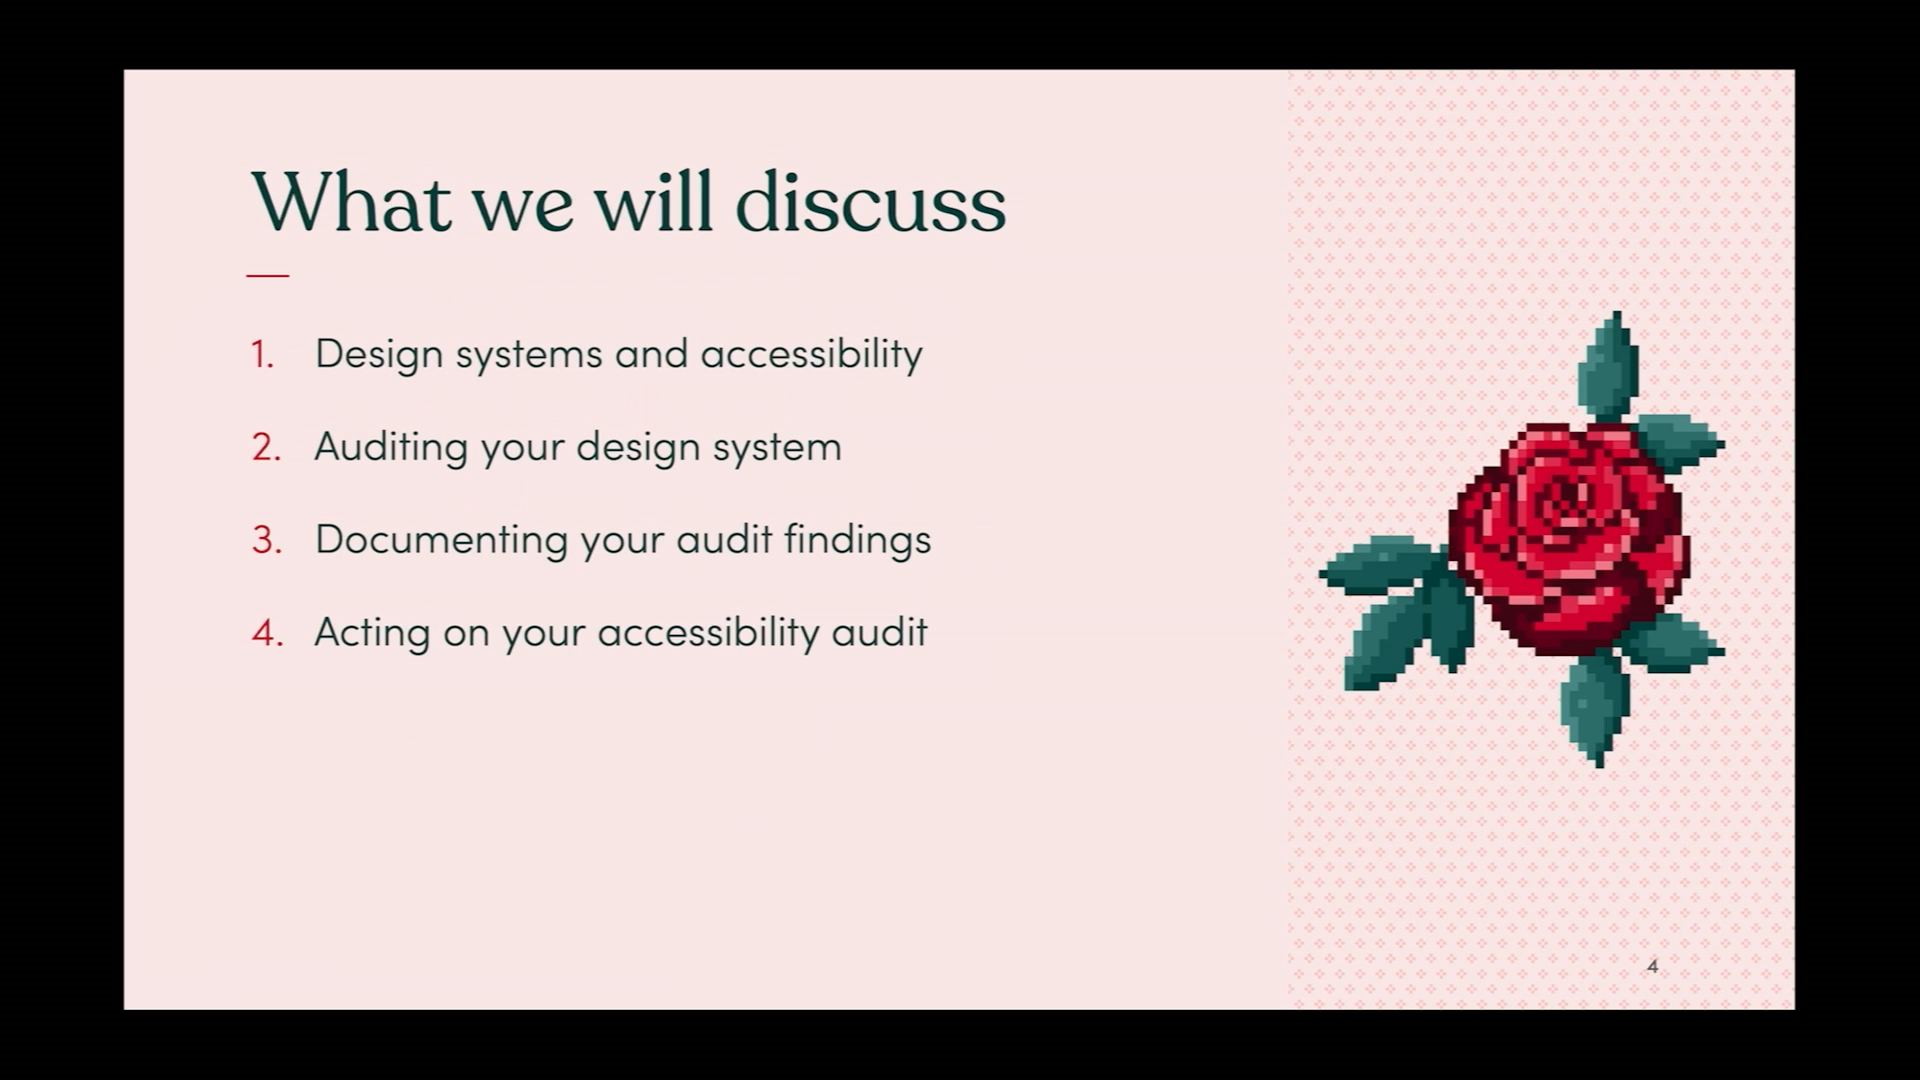 What we will discuss
1. Design systems and accessibility
2. Auditing your design system
3. Documenting your audit findings
4. Acting on your accessibility audit
4